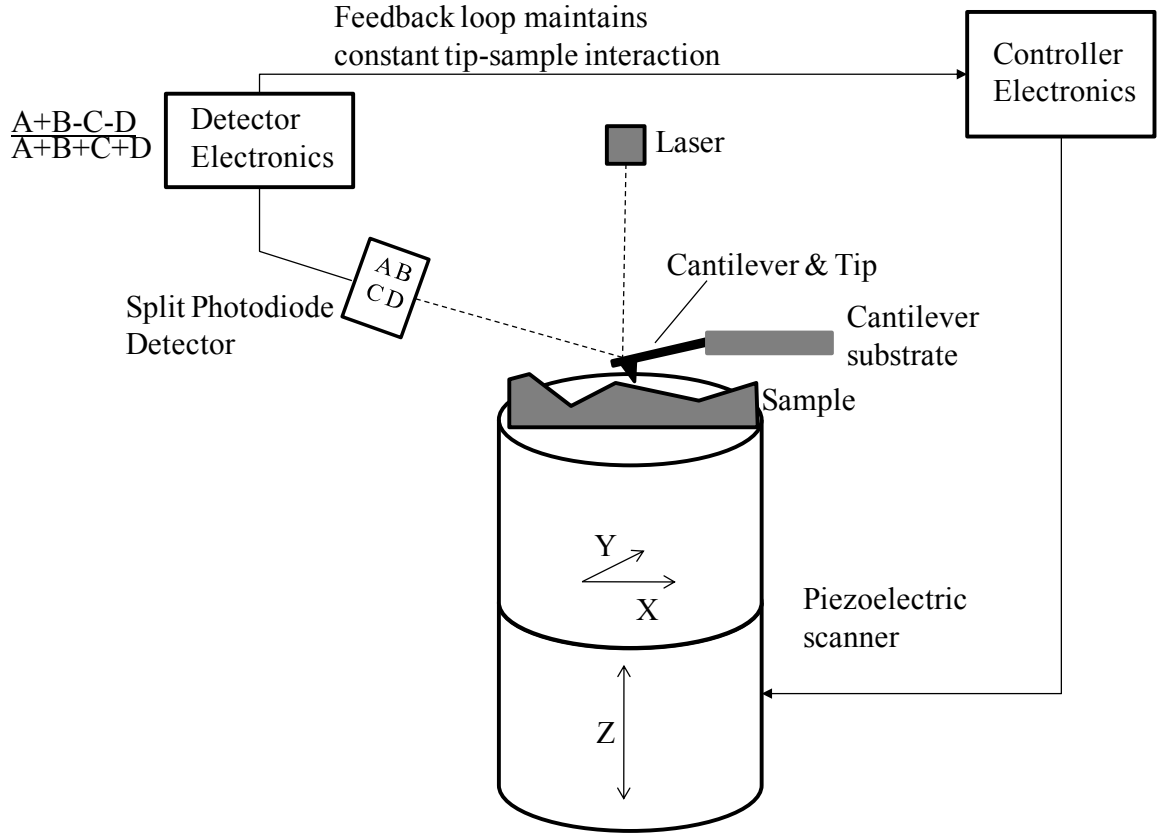 Feedback loop maintains
constant tip-sample interaction
Controller
Electronics
A+B-C-D
A+B+C+D
Detector
Electronics
Laser
A B
C D
Split Photodiode
Detector
Cantilever & Tip
Cantilever
substrate
Sample
Y
X
Piezoelectric
scanner
Z